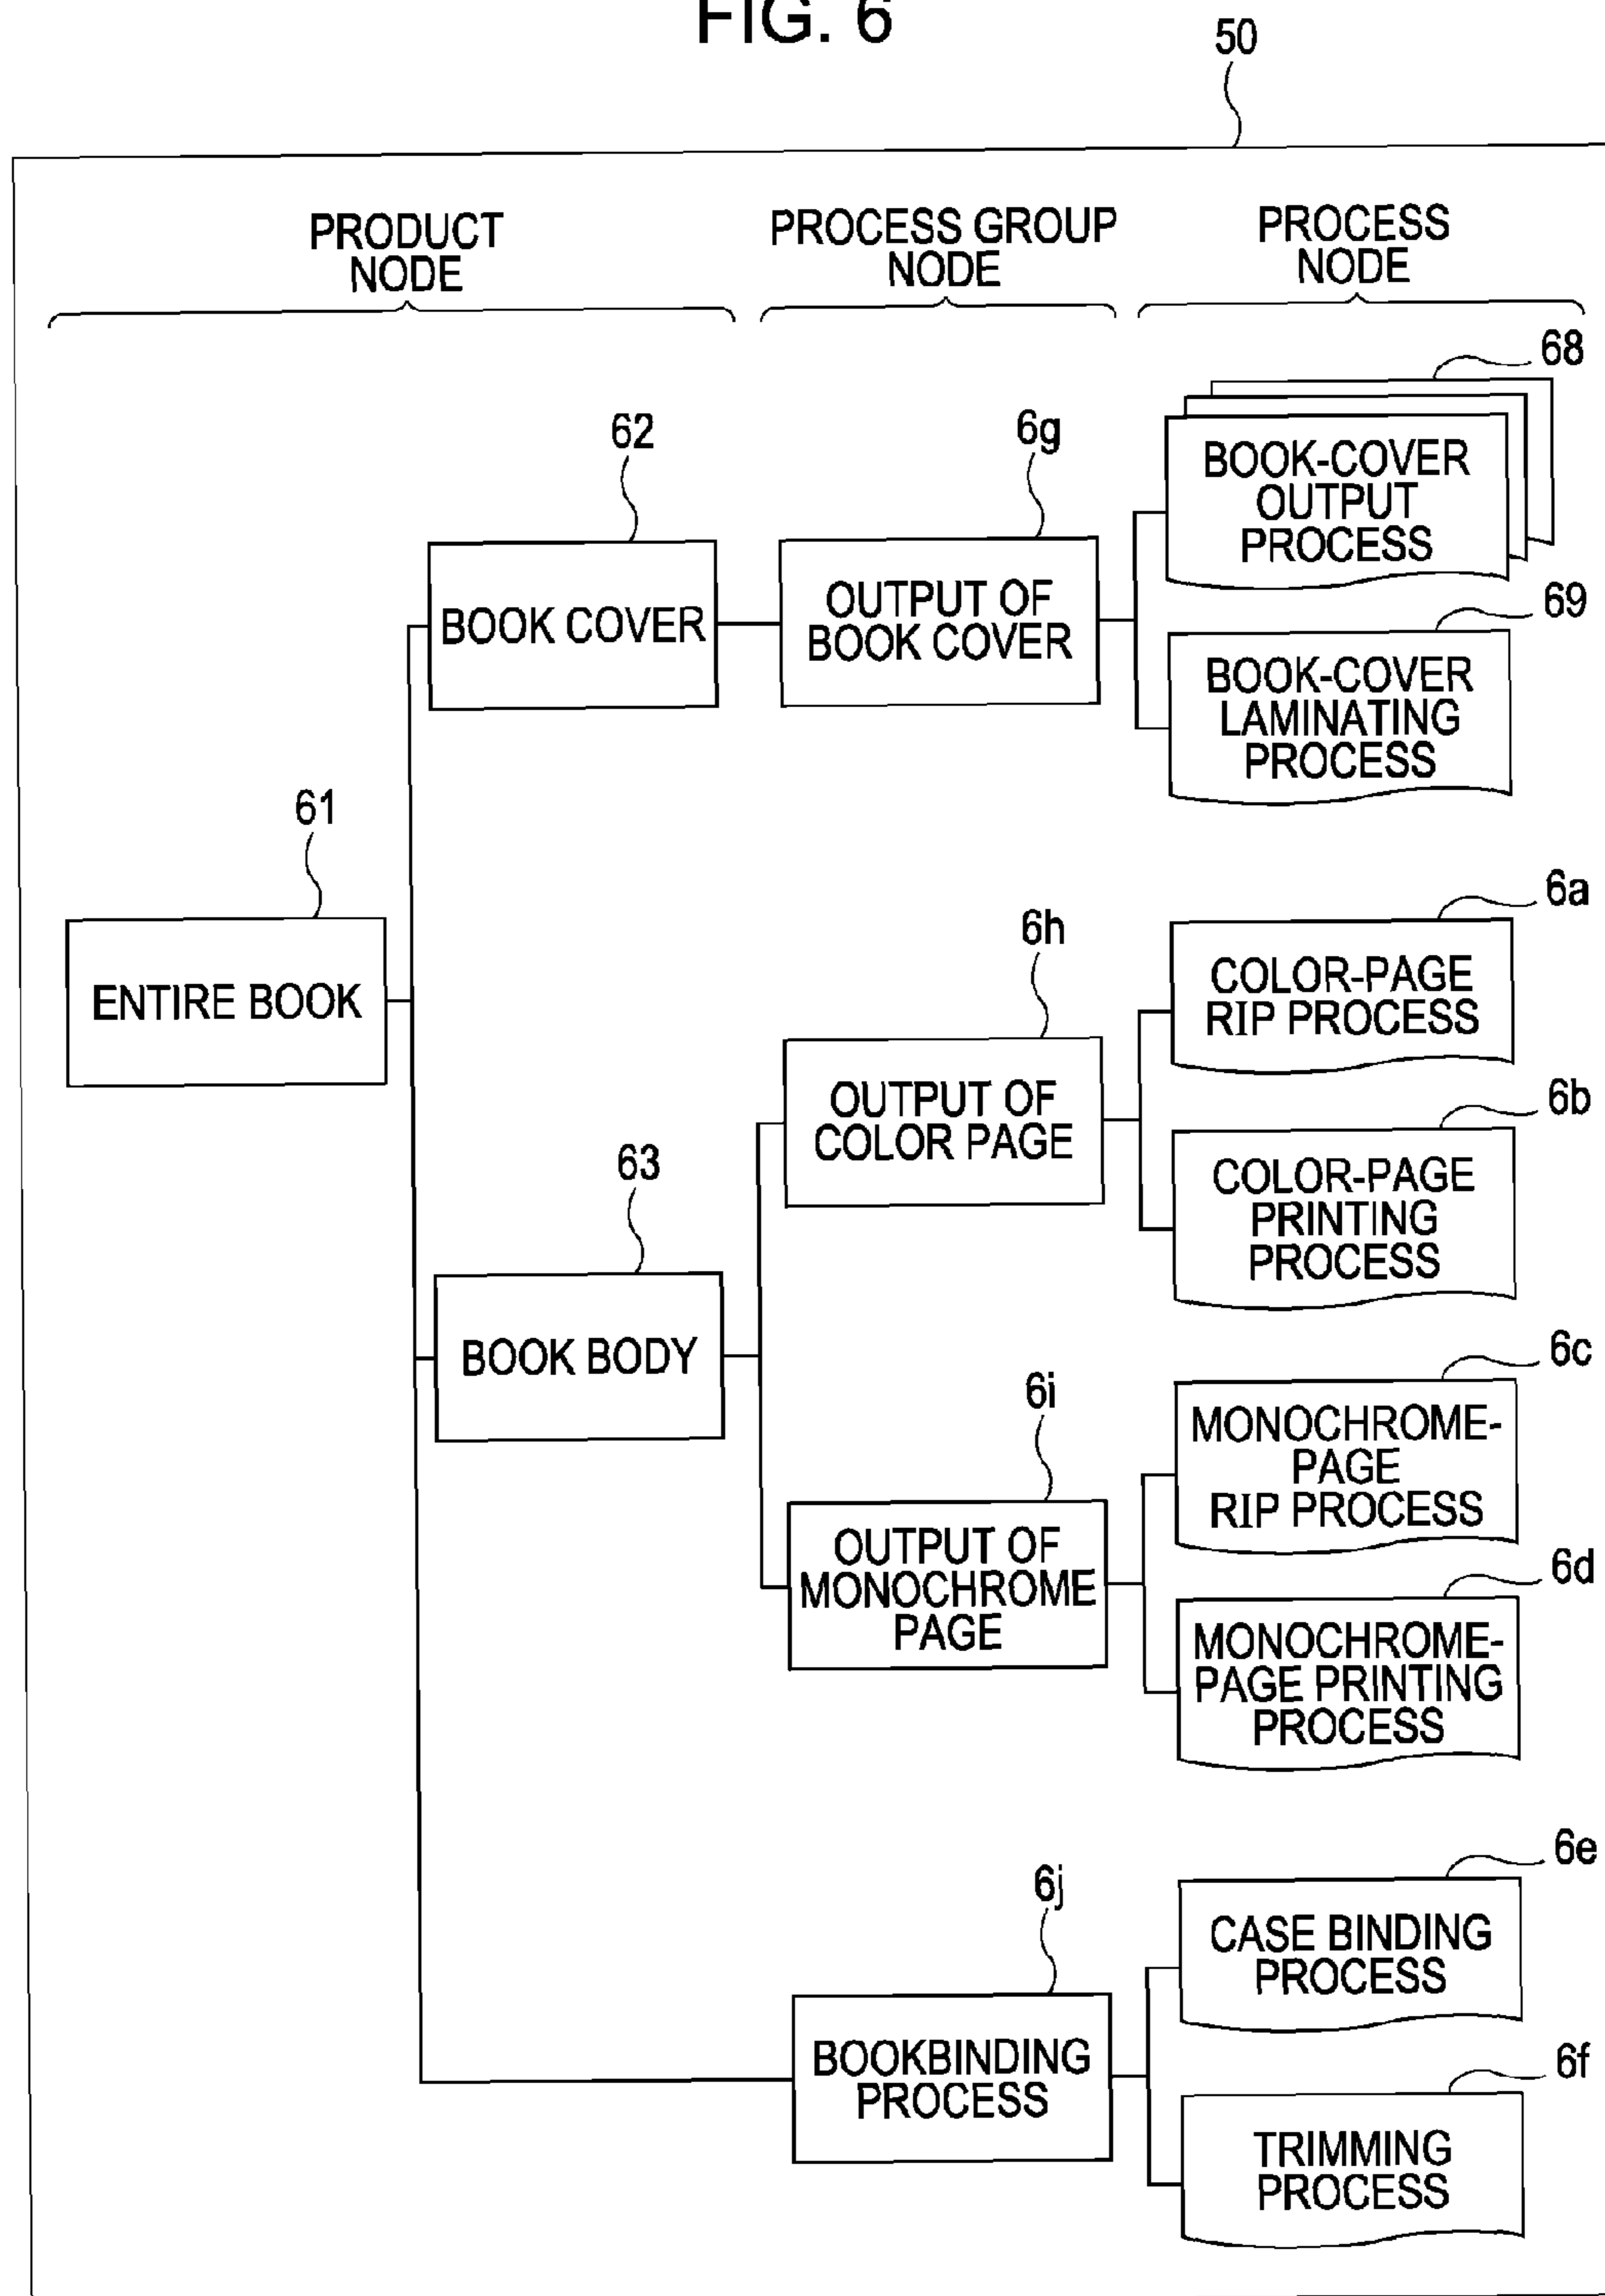 FIG. 6
50
PRODUCT
NODE
PROCESS GROUP
NODE
PROCESS
NODE
68
62
6g
BOOK-COVER
OUTPUT
PROCESS
BOOK COVER
OUTPUT OF
BOOK COVER
69
BOOK-COVER
LAMINATING
PROCESS
61
ENTIRE BOOK
6a
6h
COLOR-PAGE
RIP PROCESS
OUTPUT OF
COLOR PAGE
6b
COLOR-PAGE
PRINTING
PROCESS
63
BOOK BODY
6c
6i
MONOCHROME-
PAGE
RIP PROCESS
OUTPUT OF
MONOCHROME
PAGE
6d
MONOCHROME-
PAGE PRINTING
PROCESS
6e
6j
CASE BINDING
PROCESS
BOOKBINDING
PROCESS
6f
TRIMMING
PROCESS